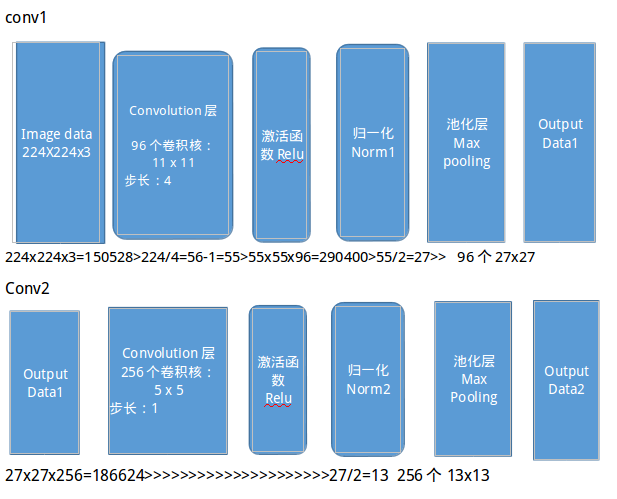 conv1
Image data
224X224x3
Convolution 层
96 个卷积核：
11 x 11
步长：4
激活函
数 Relu
归一化
Norm1
池化层
Max
pooling
Output
Data1
224x224x3=150528>224/4=56-1=55>55x55x96=290400>55/2=27>> 96 个 27x27
Conv2
Output
Data1
Convolution 层
256 个卷积核：
5 x 5
步长：1
激活函
数
Relu
归一化
Norm2
池化层
Max
Pooling
Output
Data2
27x27x256=186624>>>>>>>>>>>>>>>>>>>>>27/2=13 256 个 13x13